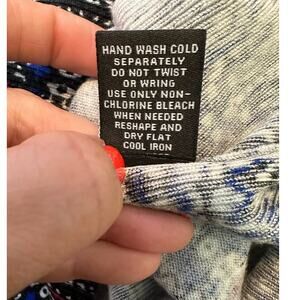 HAND WASH COLD
SEPARATELY
DO NOT TWIST
OR WRING
USE ONLY NON-
CHLORINE BLEACH
WHEN NEEDED
RESHAPE AND
DRY FLAT
COOL IRON